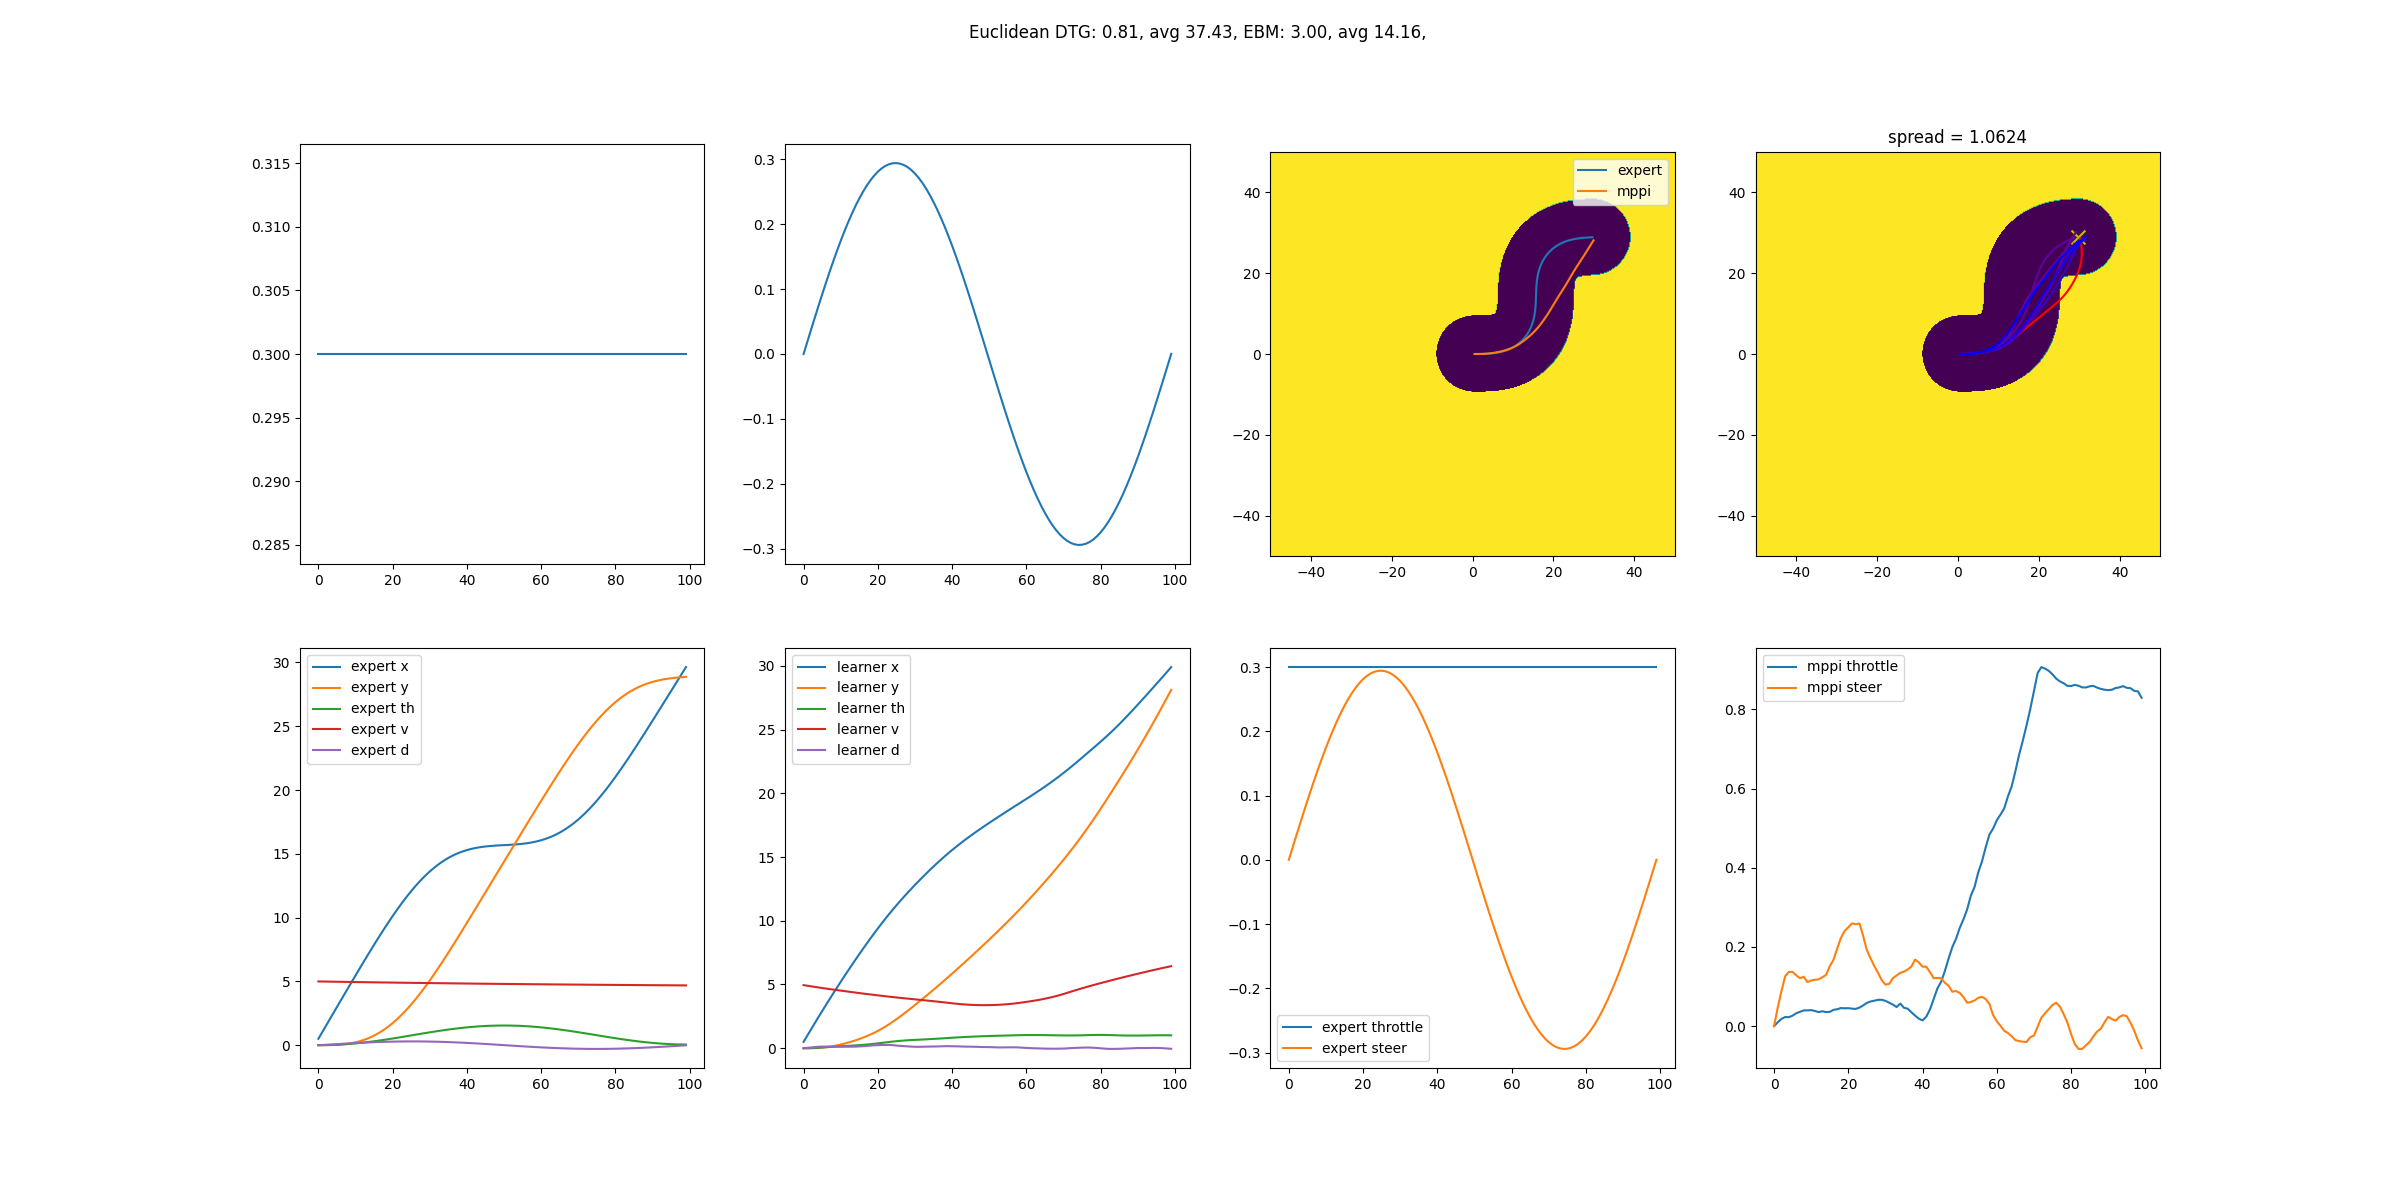 Euclidean DTG: 0.81, avg 37.43, EBM: 3.00, avg 14.16,
0.315
0.310
0.305
0.300
0.295
0.290
0.285
0 20 40 60 80 100
0.3
0.2
0.1
0.0
−0.1
−0.2
−0.3
0 20 40 60 80 100
expert
mppi
40
20
0
−20
−40
−40 −20 0 20 40
spread = 1.0624
40
20
0
−20
−40
−40 −20 0 20 40
expert x
expert y
expert th
expert v
expert d
30
25
20
15
10
5
0
0 20 40 60 80 100
learner x
learner y
learner th
learner v
learner d
30
25
20
15
10
5
0
0 20 40 60 80 100
0.3
0.2
0.1
0.0
−0.1
−0.2
−0.3
expert throttle
expert steer
0 20 40 60 80 100
mppi throttle
mppi steer
0.8
0.6
0.4
0.2
0.0
0 20 40 60 80 100